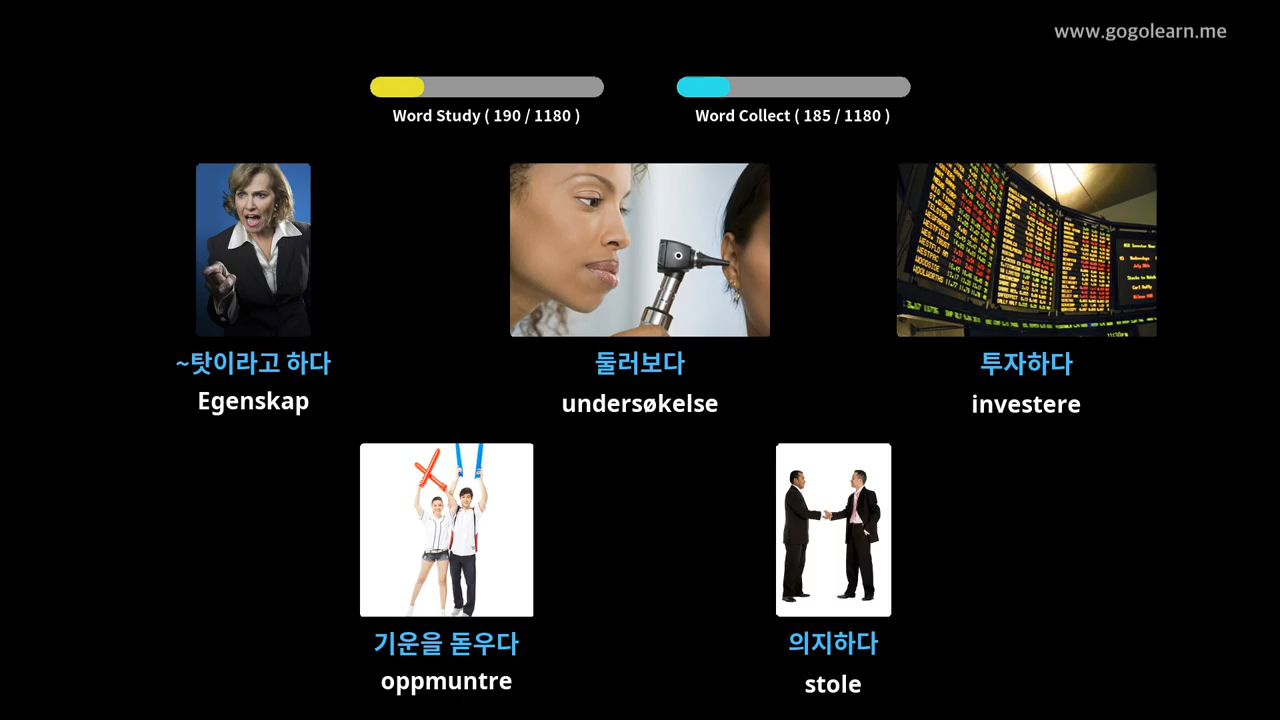 www.gogolearn.me
Word Study ( 190 / 1180 )
Word Collect ( 185 / 1180 )
~탓이라고 하다
Egenskap
둘러보다
undersøkelse
투자하다
investere
기운을 돋우다
oppmuntre
의지하다
stole